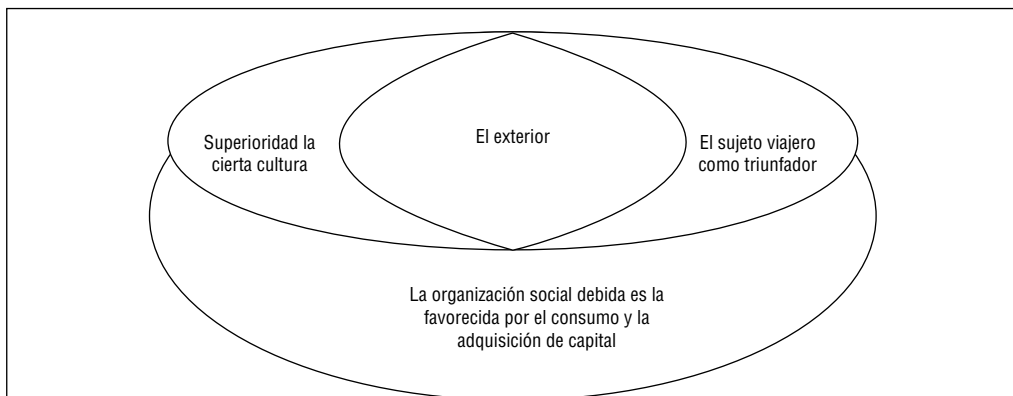 Superioridad la
cierta cultura
El exterior
El sujeto viajero
como triunfador
La organización social debida es la
favorecida por el consumo y la
adquisición de capital